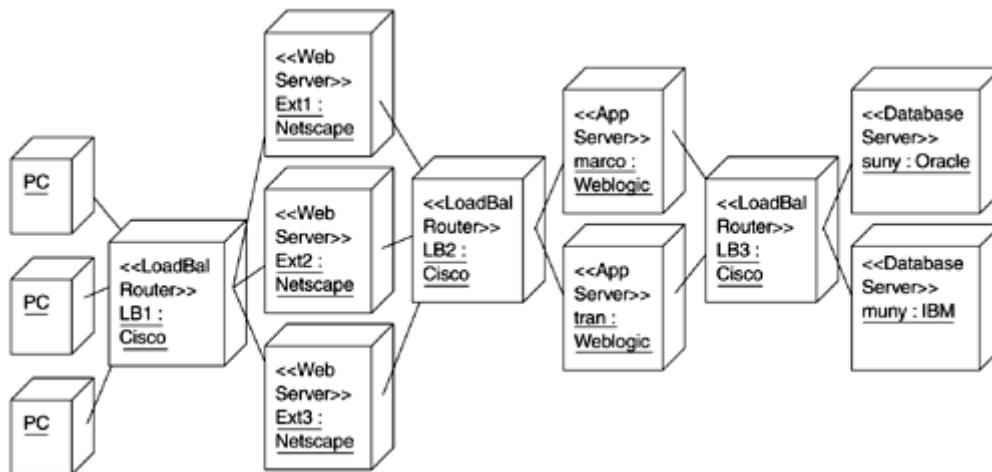 PC
PC
PC
<<LoadBal
Router>>
LB1 :
Cisco
<<Web
Server>>
Ext1 :
Netscape
<<Web
Server>>
Ext2 :
Netscape
<<Web
Server>>
Ext3 :
Netscape
<<LoadBal
Router>>
LB2 :
Cisco
<<App
Server>>
marco :
Weblogic
<<App
Server>>
tran :
Weblogic
<<LoadBal
Router>>
LB3 :
Cisco
<<Database
Server>>
suny : Oracle
<<Database
Server>>
muny : IBM